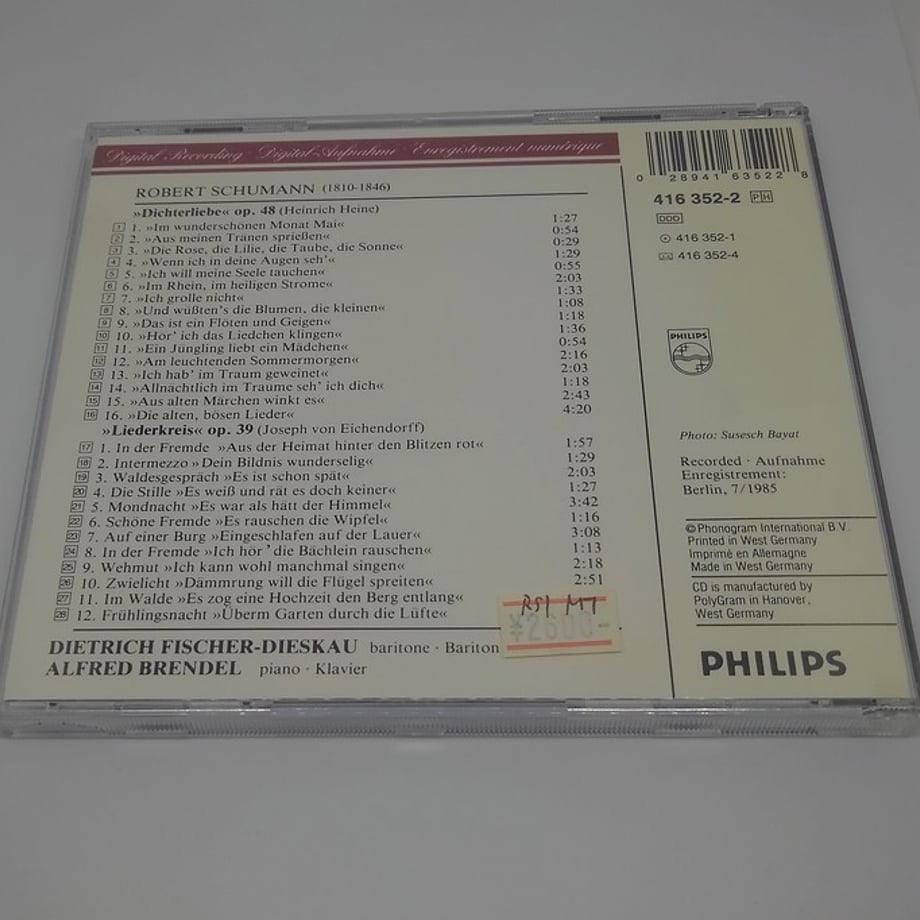 Digital Recording · Digital-Aufnahme · Enregistrement numérique
ROBERT SCHUMANN (1810-1846)
»Dichterliebe« op. 48 (Heinrich Heine)
1 1. »Im wunderschönen Monat Mai« 1:27
2 2. »Aus meinen Tränen sprießen« 0:54
3 3. »Die Rose, die Lilie, die Taube, die Sonne« 0:29
4 4. »Wenn ich in deine Augen seh'« 1:29
5 5. »Ich will meine Seele tauchen« 0:55
6 6. »Im Rhein, im heiligen Strome« 2:03
7 7. »Ich grolle nicht« 1:33
8 8. »Und wüßten's die Blumen, die kleinen« 1:08
9 9. »Das ist ein Flöten und Geigen« 1:18
10 10. »Hör' ich das Liedchen klingen« 1:36
11 11. »Ein Jüngling liebt ein Mädchen« 0:54
12 12. »Am leuchtenden Sommermorgen« 2:16
13 13. »Ich hab' im Traum geweinet« 2:03
14 14. »Allnächtlich im Traume seh' ich dich« 1:18
15 15. »Aus alten Märchen winkt es« 2:43
16 16. »Die alten, bösen Lieder« 4:20
»Liederkreis« op. 39 (Joseph von Eichendorff)
17 1. In der Fremde »Aus der Heimat hinter den Blitzen rot« 1:57
18 2. Intermezzo »Dein Bildnis wunderselig« 1:29
19 3. Waldesgespräch »Es ist schon spät« 2:03
20 4. Die Stille »Es weiß und rät es doch keiner« 1:27
21 5. Mondnacht »Es war als hätt der Himmel« 3:42
22 6. Schöne Fremde »Es rauschen die Wipfel« 1:16
23 7. Auf einer Burg »Eingeschlafen auf der Lauer« 3:08
24 8. In der Fremde »Ich hör' die Bächlein rauschen« 1:13
25 9. Wehmut »Ich kann wohl manchmal singen« 2:18
26 10. Zwielicht »Dämmrung will die Flügel spreiten« 2:51
27 11. Im Walde »Es zog eine Hochzeit den Berg entlang«
28 12. Frühlingsnacht »Überm Garten durch die Lüfte«
DIETRICH FISCHER-DIESKAU baritone · Bariton
ALFRED BRENDEL piano · Klavier
¥2600-
0 28941 63522 8
416 352-2 PH
DDD
416 352-1
416 352-4
PHILIPS
Photo: Susesch Bayat
Recorded · Aufnahme
Enregistrement:
Berlin, 7/1985
©Phonogram International B.V.
Printed in West Germany
Imprimé en Allemagne
Made in West Germany
CD is manufactured by
PolyGram in Hanover,
West Germany
PHILIPS